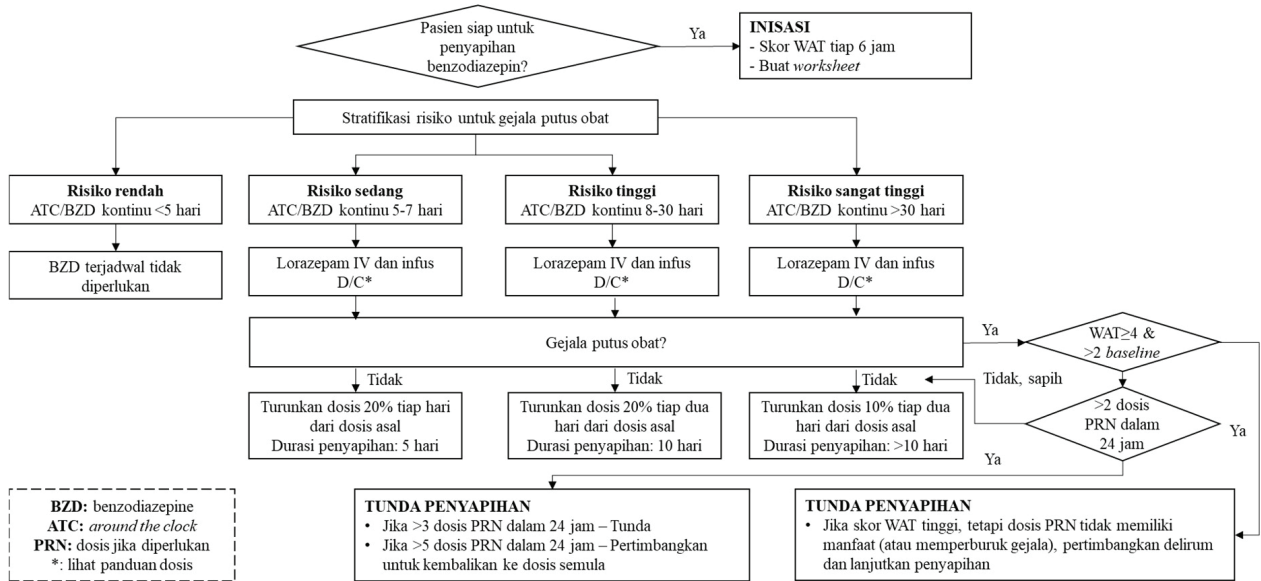 Pasien siap untuk
penyapihan
benzodiazepin?
Ya
INISASI
- Skor WAT tiap 6 jam
- Buat worksheet
Stratifikasi risiko untuk gejala putus obat
Risiko rendah
ATC/BZD kontinu <5 hari
Risiko sedang
ATC/BZD kontinu 5-7 hari
Risiko tinggi
ATC/BZD kontinu 8-30 hari
Risiko sangat tinggi
ATC/BZD kontinu >30 hari
BZD terjadwal tidak
diperlukan
Lorazepam IV dan infus
D/C*
Lorazepam IV dan infus
D/C*
Lorazepam IV dan infus
D/C*
Gejala putus obat?
Ya
WAT≥4 &
>2 baseline
Tidak
Tidak
Tidak
Tidak, sapih
Turunkan dosis 20% tiap hari
dari dosis asal
Durasi penyapihan: 5 hari
Turunkan dosis 20% tiap dua
hari dari dosis asal
Durasi penyapihan: 10 hari
Turunkan dosis 10% tiap dua
hari dari dosis asal
Durasi penyapihan: >10 hari
>2 dosis
PRN dalam
24 jam
Ya
Ya
BZD: benzodiazepine
ATC: around the clock
PRN: dosis jika diperlukan
*: lihat panduan dosis
TUNDA PENYAPIHAN
• Jika >3 dosis PRN dalam 24 jam – Tunda
• Jika >5 dosis PRN dalam 24 jam – Pertimbangkan
untuk kembalikan ke dosis semula
TUNDA PENYAPIHAN
• Jika skor WAT tinggi, tetapi dosis PRN tidak memiliki
manfaat (atau memperburuk gejala), pertimbangkan delirum
dan lanjutkan penyapihan